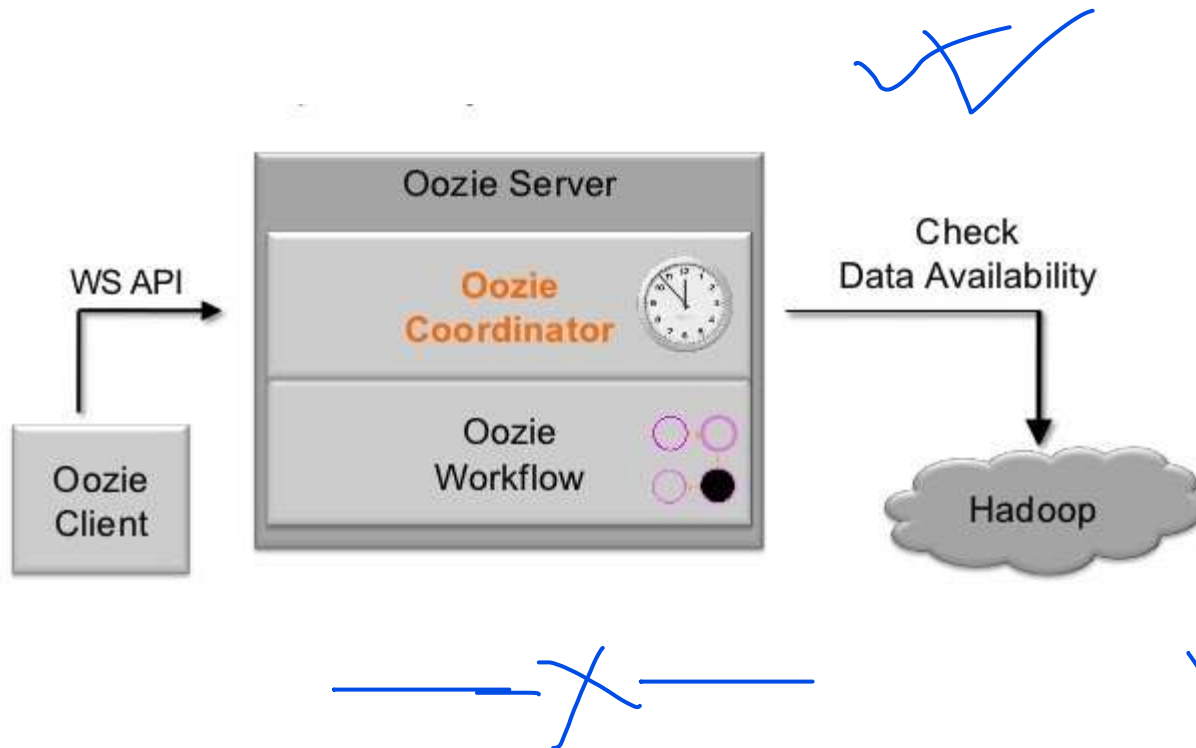 Oozie Server
WS API
Oozie
Coordinator
Check
Data Availability
Oozie
Workflow
Oozie
Client
Hadoop